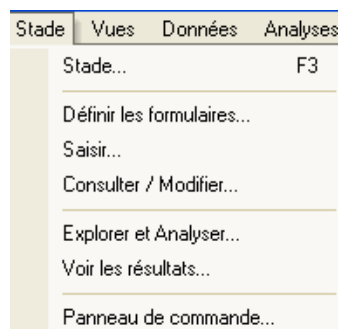 Stade Vues Données Analyses
Stade... F3
Définir les formulaires...
Saisir...
Consulter / Modifier...
Explorer et Analyser...
Voir les résultats...
Panneau de commande...